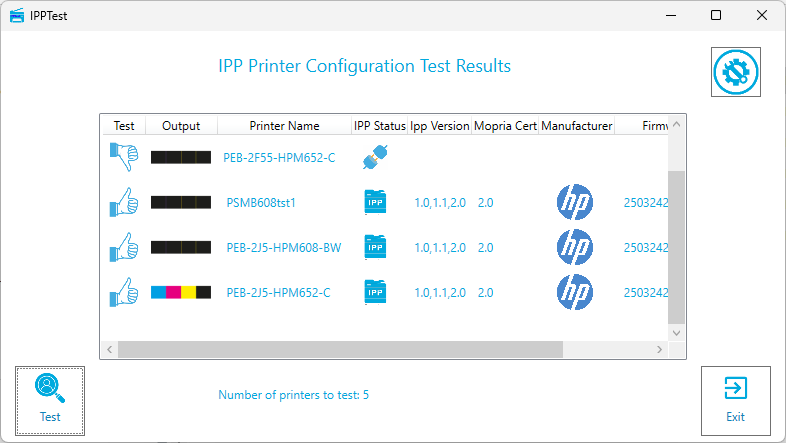 IPPTest
IPP Printer Configuration Test Results
Test Output Printer Name IPP Status Ipp Version Mopria Cert Manufacturer Firmw
PEB-2F55-HPM652-C
PSMB608tst1 IPP 1.0,1.1,2.0 2.0 hp 2503242
PEB-2J5-HPM608-BW IPP 1.0,1.1,2.0 2.0 hp 2503242
PEB-2J5-HPM652-C IPP 1.0,1.1,2.0 2.0 hp 2503242
Number of printers to test: 5
Test
Exit